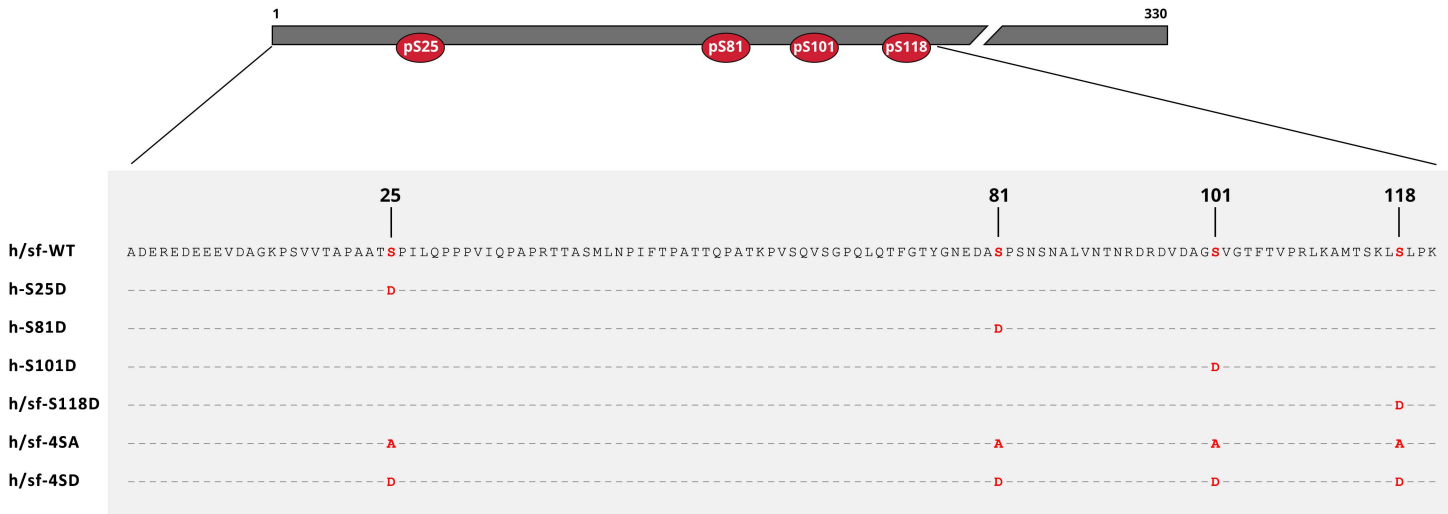 1 330
pS25 pS81 pS101 pS118
25 81 101 118
h/sf-WT ADEREDEEEVDAGKPSVVTAPAATSPILQPPPVIQPAPRTTASMLNPIFTPATTQPATKPVSQVSGPQLQTFGTYGNEDASPSNSNALVNTNRDRDVDAGSVGTFTVPRLKAMTSKLSLPK
h-S25D ------------------------D------------------------------------------------------------------------------------------------
h-S81D --------------------------------------------------------------------------------D----------------------------------------
h-S101D ----------------------------------------------------------------------------------------------------D--------------------
h/sf-S118D ---------------------------------------------------------------------------------------------------------------------D---
h/sf-4SA ------------------------A-------------------------------------------------------A-------------------A----------------A---
h/sf-4SD ------------------------D-------------------------------------------------------D-------------------D----------------D---